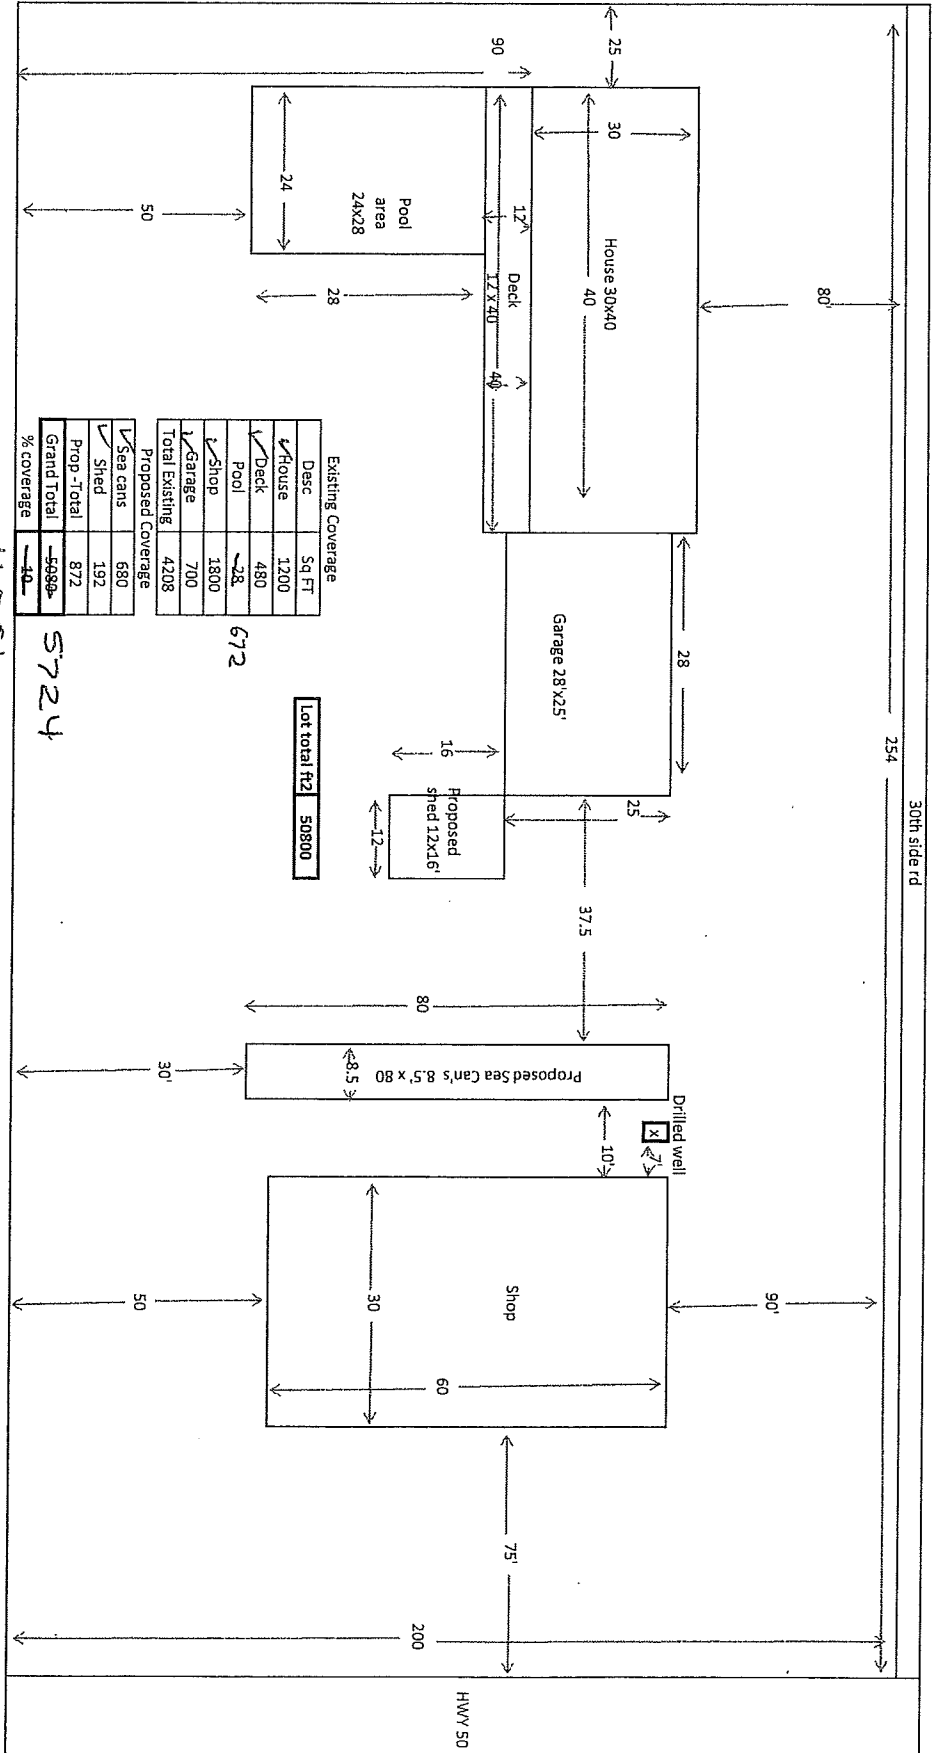 30th side rd
254
HWY 50
25
90
80'
30
House 30x40
40
12'
Deck
12 x 40
40'
Pool
area
24x28
24
28
50
28
Garage 28'x25'
25'
16
Proposed
shed 12x16'
12
37.5
80
Proposed Sea Can's 8.5' x 80
8.5
30'
Drilled well
x
7'
10'
Shop
30
60
90'
50
75'
200
Existing Coverage
Desc Sq FT
House 1200
Deck 480
Pool 28 672
Shop 1800
Garage 700
Total Existing 4208
Proposed Coverage
Sea cans 680
Shed 192
Prop -Total 872
Grand Total 5080 5724
% coverage 10
Lot total ft2 50800